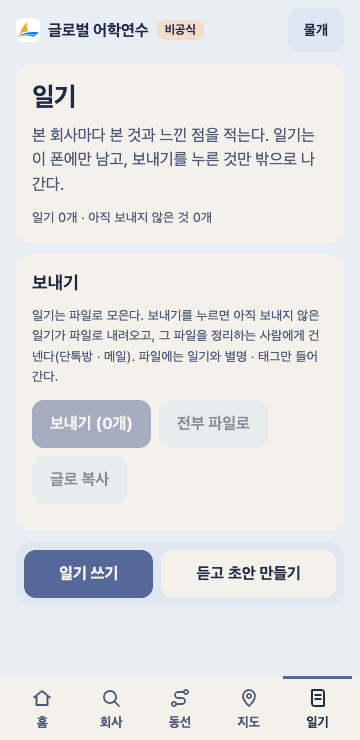 글로벌 어학연수 비공식 물개
일기
본 회사마다 본 것과 느낀 점을 적는다. 일기는
이 폰에만 남고, 보내기를 누른 것만 밖으로 나
간다.
일기 0개 · 아직 보내지 않은 것 0개
보내기
일기는 파일로 모은다. 보내기를 누르면 아직 보내지 않은
일기가 파일로 내려오고, 그 파일을 정리하는 사람에게 건
넨다(단톡방 · 메일). 파일에는 일기와 별명 · 태그만 들어
간다.
보내기 (0개) 전부 파일로
글로 복사
일기 쓰기 듣고 초안 만들기
홈 회사 동선 지도 일기